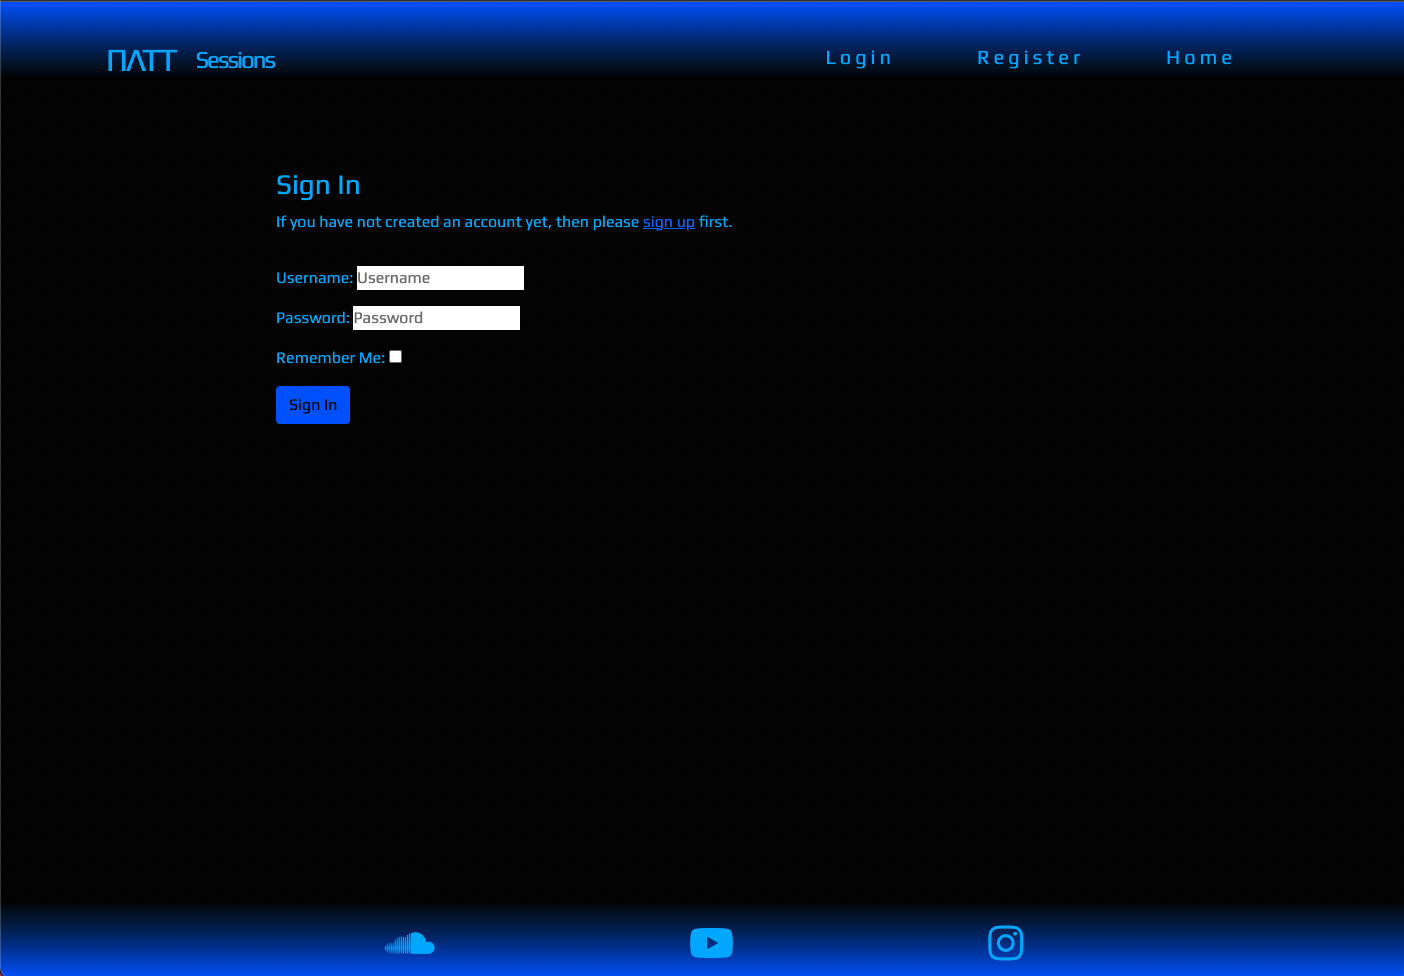 ΠΛTT Sessions
Login Register Home
Sign In
If you have not created an account yet, then please sign up first.
Username: Username
Password: Password
Remember Me:
Sign In